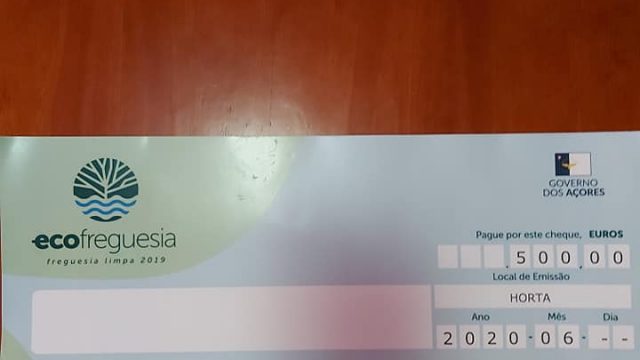 GOVERNO
DOS AÇORES
ecofreguesia
freguesia limpa 2019
Pague por este cheque, EUROS
.500,00
Local de Emissão
HORTA
Ano Mês Dia
2020-06---